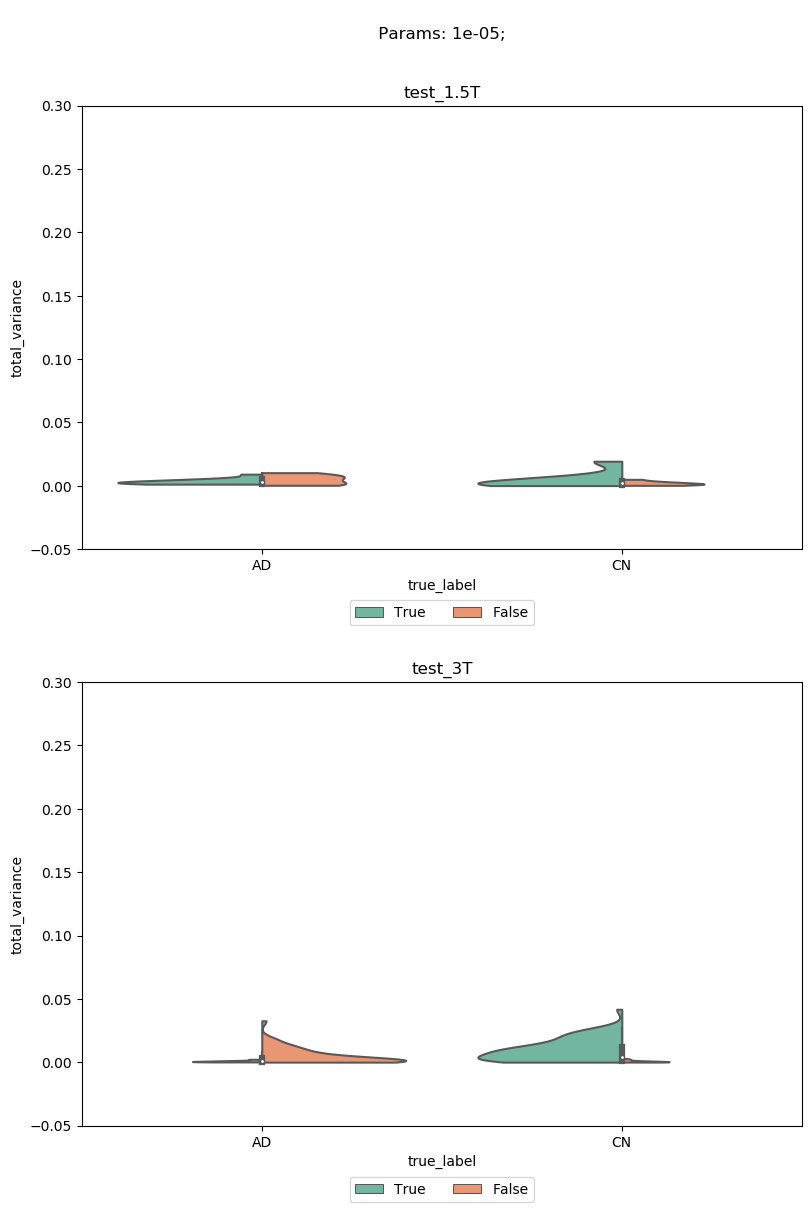 Params: 1e-05;
test_1.5T
0.30
0.25
0.20
0.15
0.10
0.05
0.00
−0.05
total_variance
AD
CN
true_label
True
False
test_3T
0.30
0.25
0.20
0.15
0.10
0.05
0.00
−0.05
total_variance
AD
CN
true_label
True
False